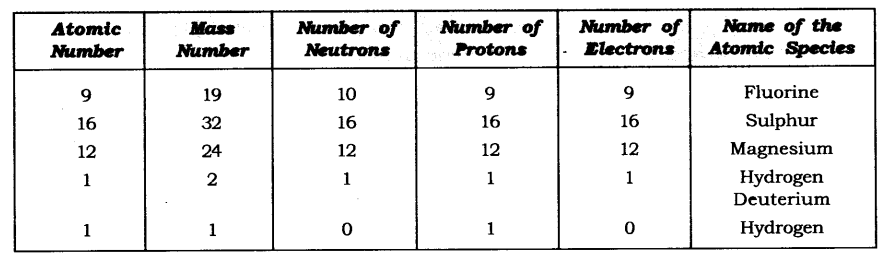 Atomic Number | Mass Number | Number of Neutrons | Number of Protons | Number of Electrons | Name of the Atomic Species
9 | 19 | 10 | 9 | 9 | Fluorine
16 | 32 | 16 | 16 | 16 | Sulphur
12 | 24 | 12 | 12 | 12 | Magnesium
1 | 2 | 1 | 1 | 1 | Hydrogen Deuterium
1 | 1 | 0 | 1 | 0 | Hydrogen